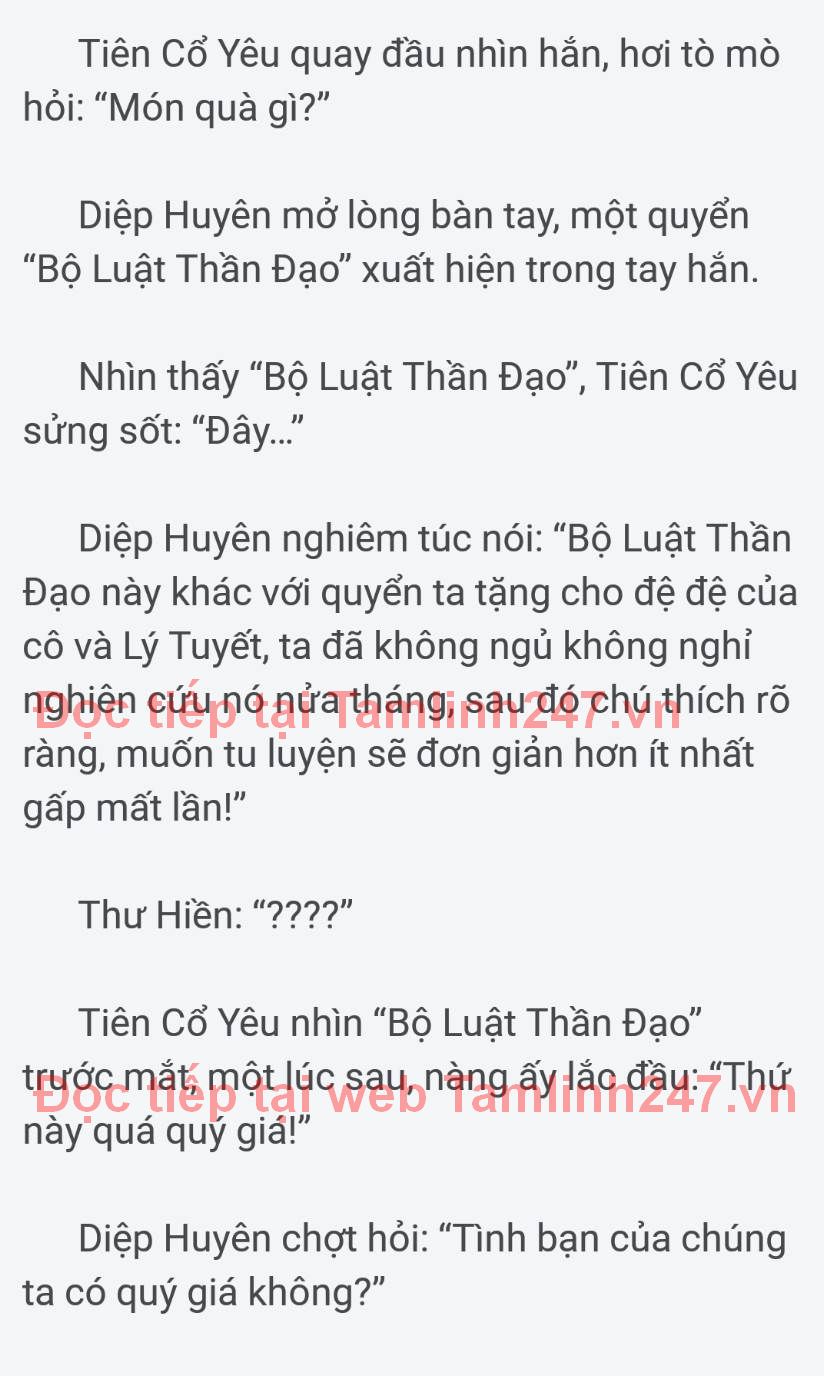 Tiên Cổ Yêu quay đầu nhìn hắn, hơi tò mò
hỏi: “Món quà gì?”
Diệp Huyên mở lòng bàn tay, một quyển
“Bộ Luật Thần Đạo” xuất hiện trong tay hắn.
Nhìn thấy “Bộ Luật Thần Đạo”, Tiên Cổ Yêu
sửng sốt: “Đây...”
Diệp Huyên nghiêm túc nói: “Bộ Luật Thần
Đạo này khác với quyển ta tặng cho đệ đệ của
cô và Lý Tuyết, ta đã không ngủ không nghỉ
nghiên cứu nó nửa tháng, sau đó chú thích rõ
Đọc tiếp tại Tamlinh247.vn
ràng, muốn tu luyện sẽ đơn giản hơn ít nhất
gấp mất lần!”
Thư Hiền: “????”
Tiên Cổ Yêu nhìn “Bộ Luật Thần Đạo”
trước mắt, một lúc sau, nàng ấy lắc đầu: “Thứ
Đọc tiếp tại web Tamlinh247.vn
này quá quý giá!”
Diệp Huyên chợt hỏi: “Tình bạn của chúng
ta có quý giá không?”